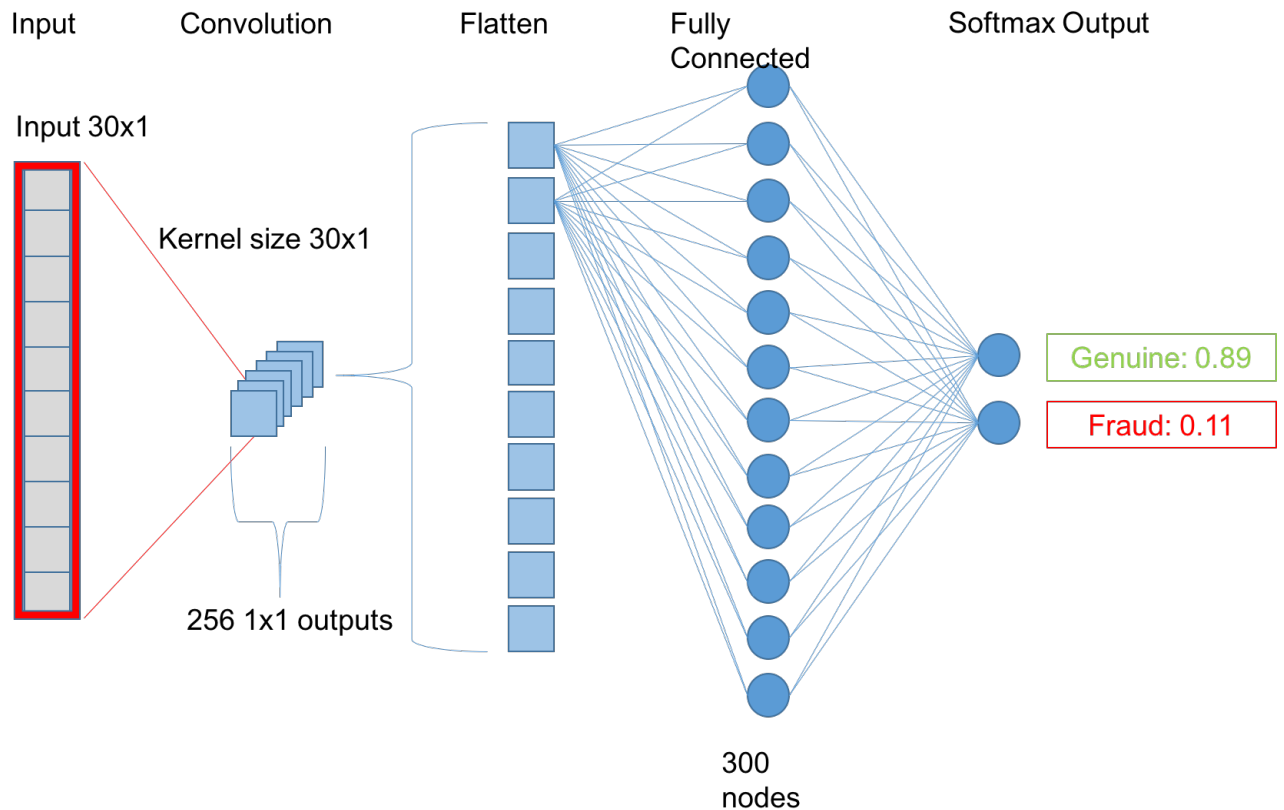 Input
Convolution
Flatten
Fully
Connected
Softmax Output
Input 30x1
Kernel size 30x1
256 1x1 outputs
Genuine: 0.89
Fraud: 0.11
300
nodes